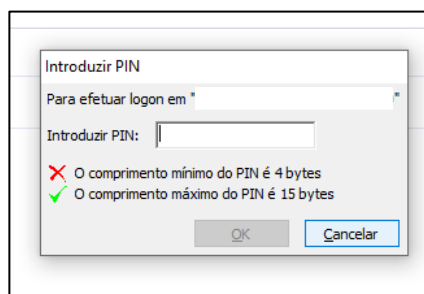 Introduzir PIN
Para efetuar logon em " "
Introduzir PIN:
O comprimento mínimo do PIN é 4 bytes
O comprimento máximo do PIN é 15 bytes
OK Cancelar